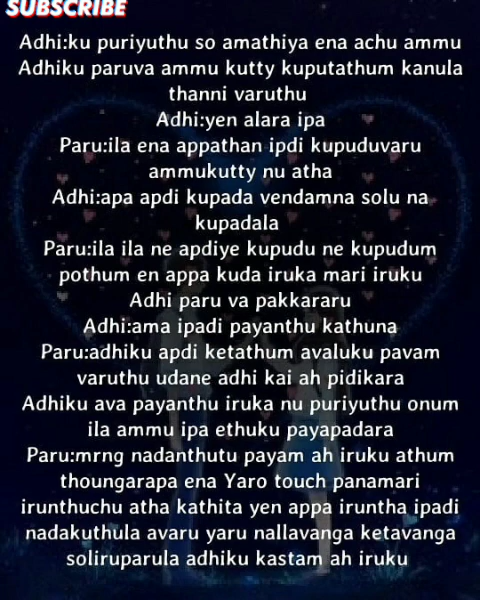 SUBSCRIBE
Adhi:ku puriyuthu so amathiya ena achu ammu
Adhiku paruva ammu kutty kuputathum kanula
thanni varuthu
Adhi:yen alara ipa
Paru:ila ena appathan ipdi kupuduvaru
ammukutty nu atha
Adhi:apa apdi kupada vendamna solu na
kupadala
Paru:ila ila ne apdiye kupudu ne kupudum
pothum en appa kuda iruka mari iruku
Adhi paru va pakkararu
Adhi:ama ipadi payanthu kathuna
Paru:adhiku apdi ketathum avaluku pavam
varuthu udane adhi kai ah pidikara
Adhiku ava payanthu iruka nu puriyuthu onum
ila ammu ipa ethuku payapadara
Paru:mrng nadanthutu payam ah iruku athum
thoungarapa ena Yaro touch panamari
irunthuchu atha kathita yen appa iruntha ipadi
nadakuthula avaru yaru nallavanga ketavanga
soliruparula adhiku kastam ah iruku